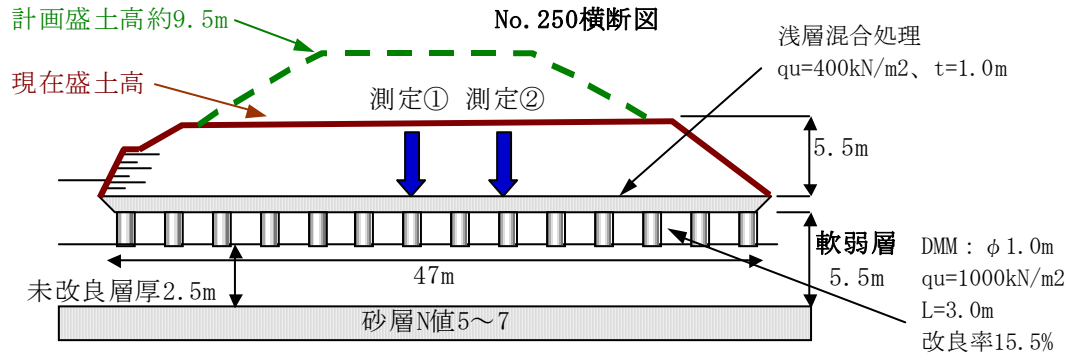 計画盛土高約9.5m
No.250横断図
浅層混合処理
qu=400kN/m2、t=1.0m
現在盛土高
測定① 測定②
5.5m
軟弱層
5.5m
DMM：φ1.0m
qu=1000kN/m2
L=3.0m
改良率15.5%
47m
未改良層厚2.5m
砂層N値5～7